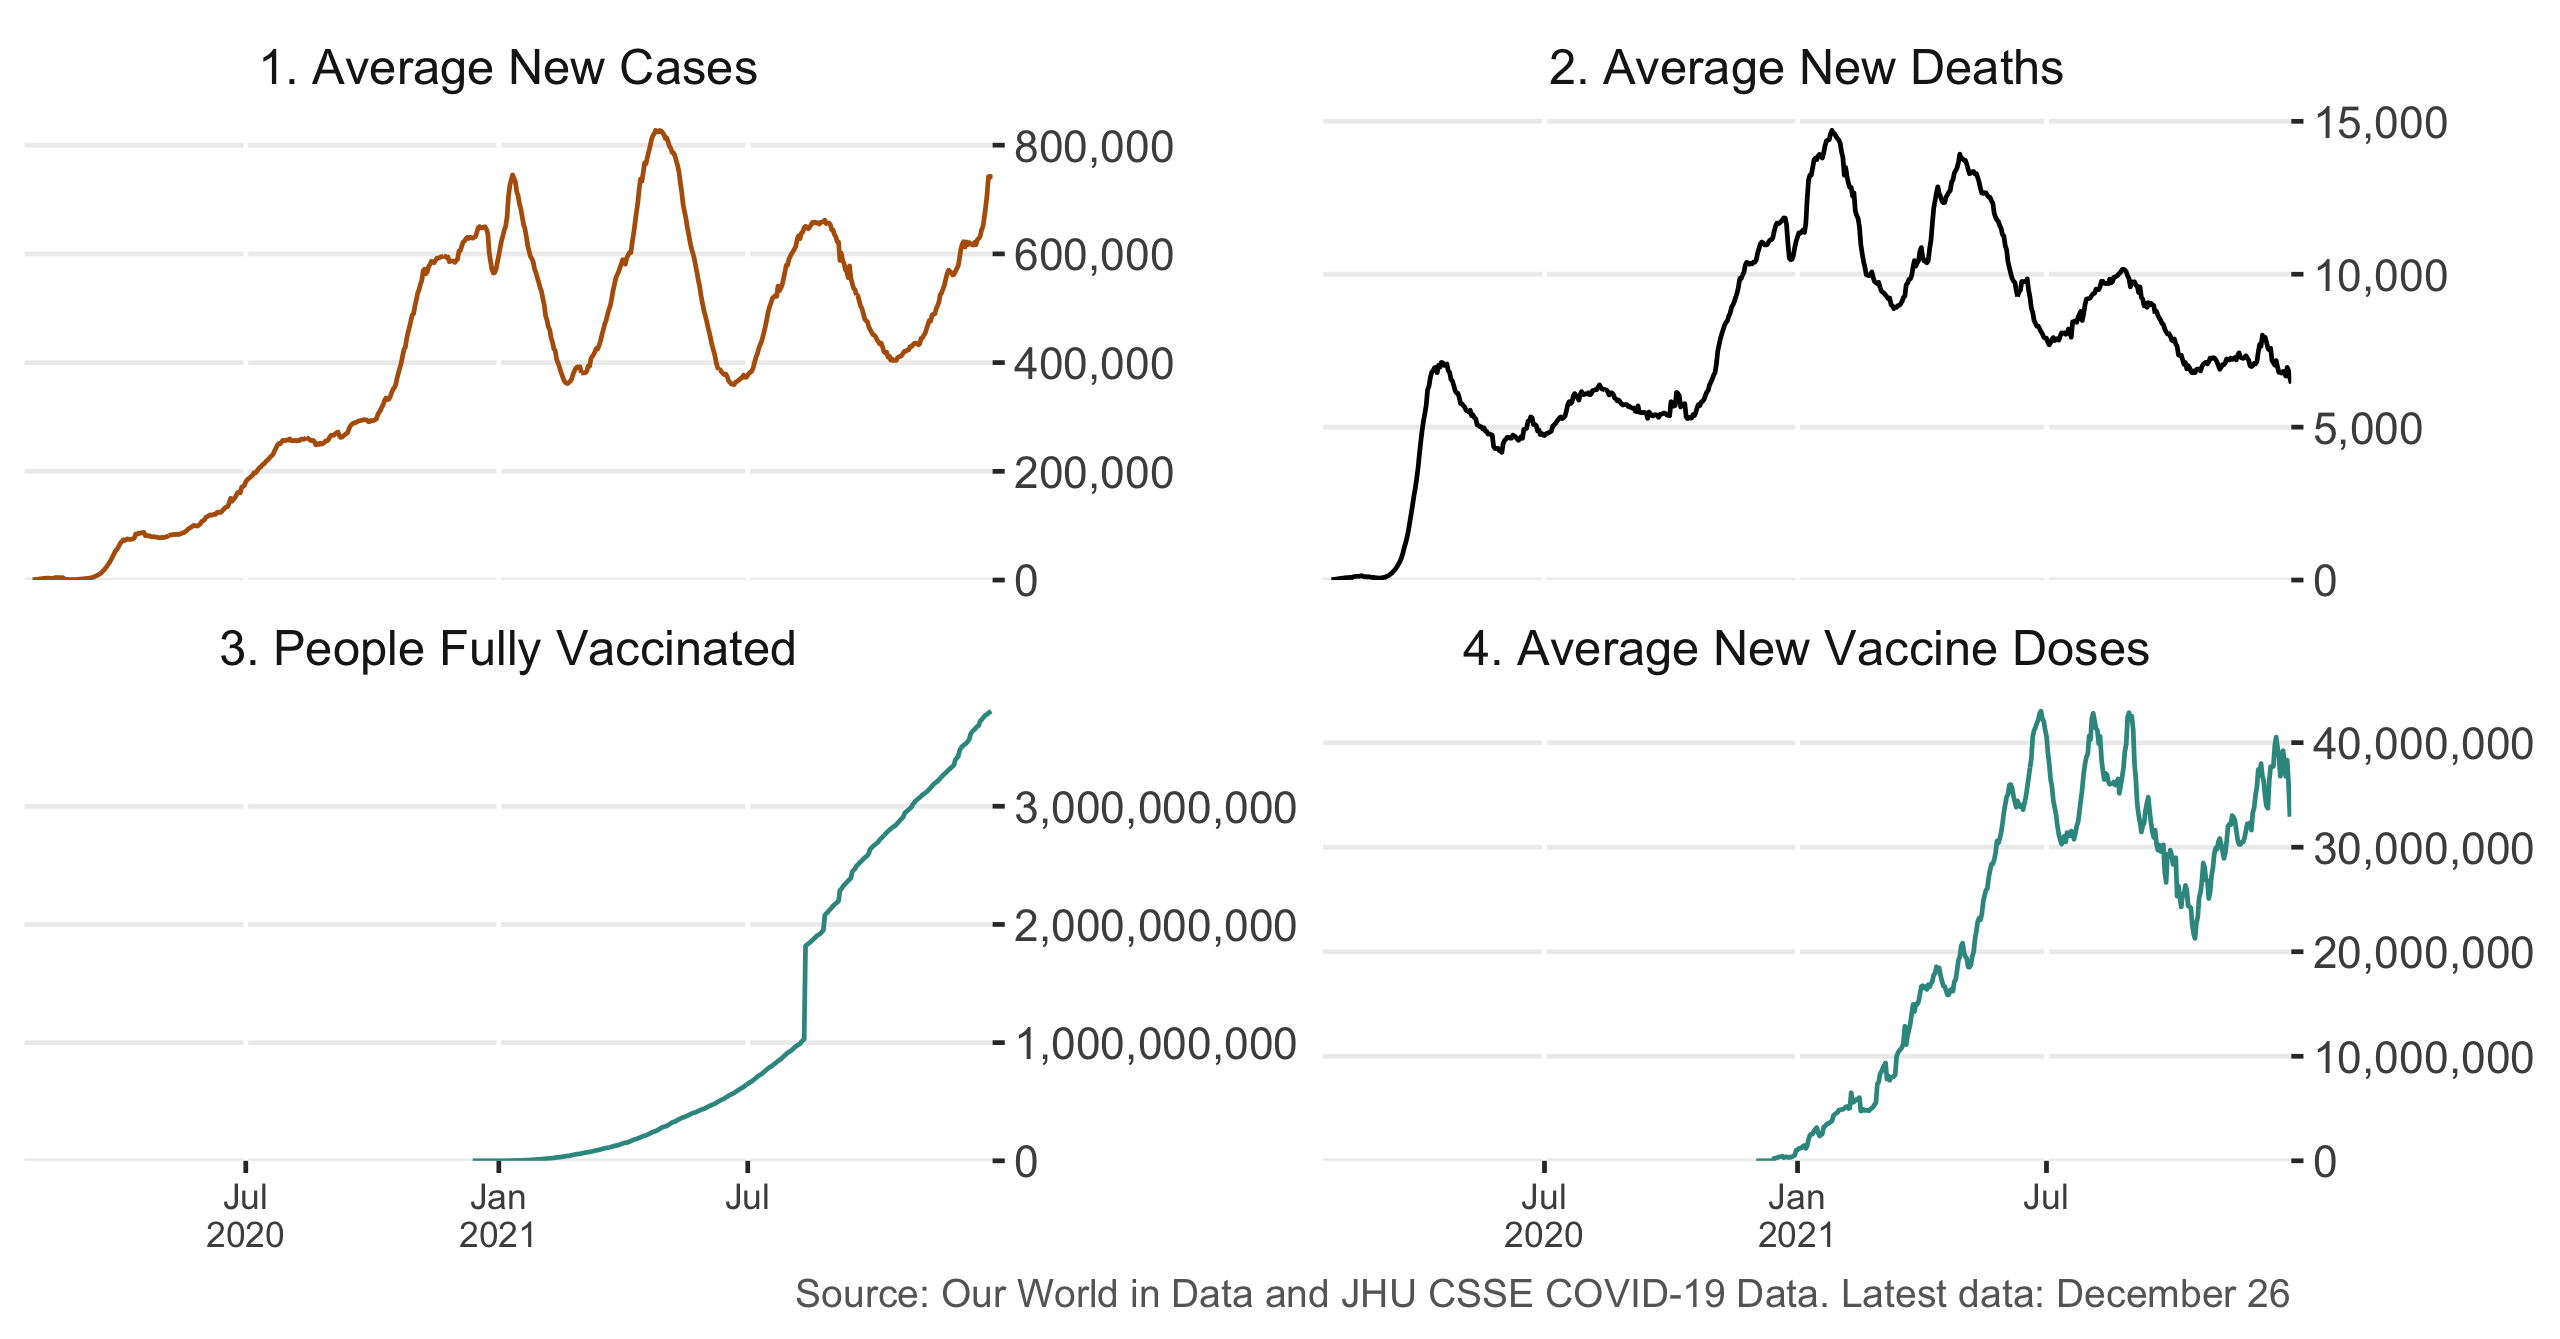 1. Average New Cases
800,000
600,000
400,000
200,000
0
2. Average New Deaths
15,000
10,000
5,000
0
3. People Fully Vaccinated
3,000,000,000
2,000,000,000
1,000,000,000
0
Jul Jan Jul
2020 2021
4. Average New Vaccine Doses
40,000,000
30,000,000
20,000,000
10,000,000
0
Jul Jan Jul
2020 2021
Source: Our World in Data and JHU CSSE COVID-19 Data. Latest data: December 26